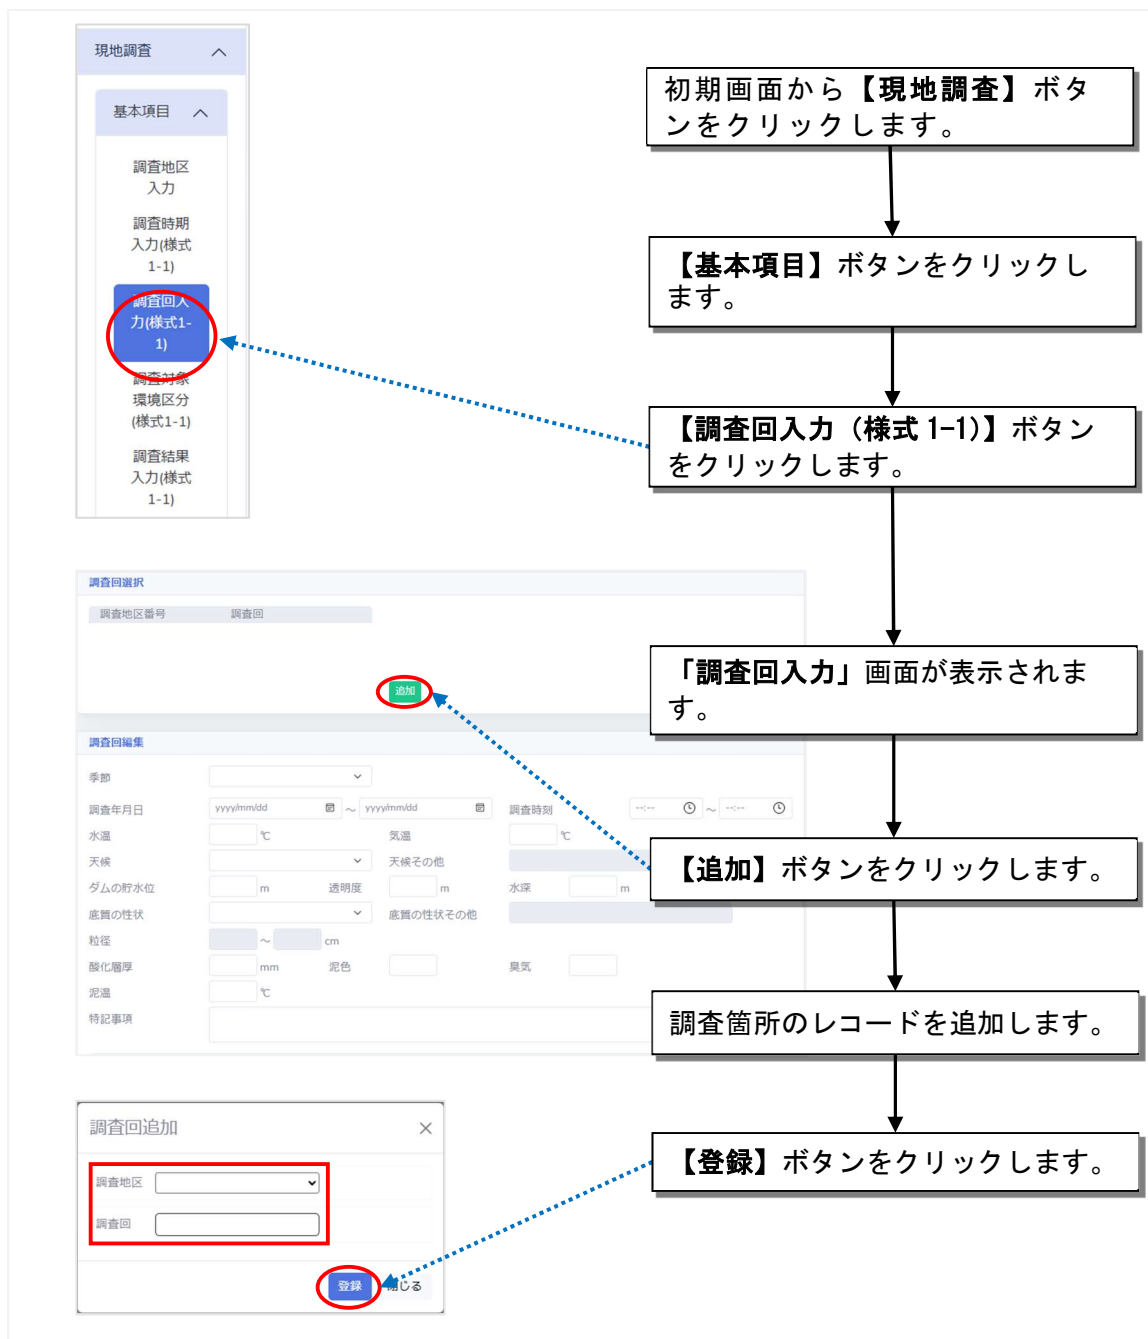 現地調査
基本項目
調査地区
入力
調査時期
入力(様式
1-1)
調査回入
力(様式1-
1)
調査対象
環境区分
(様式1-1)
調査結果
入力(様式
1-1)
初期画面から【現地調査】ボタ
ンをクリックします。
【基本項目】ボタンをクリックし
ます。
【調査回入力（様式 1-1)】ボタン
をクリックします。
調査回選択
調査地区番号 調査回
追加
「調査回入力」画面が表示されま
す。
調査回編集
季節
調査年月日 yyyy/mm/dd ～ yyyy/mm/dd 調査時刻 --:-- ～ --:--
水温 ℃ 気温 ℃
天候 天候その他
ダムの貯水位 m 透明度 m 水深 m
底質の性状 底質の性状その他
粒径 ～ cm
酸化層厚 mm 泥色 臭気
泥温 ℃
特記事項
【追加】ボタンをクリックします。
調査箇所のレコードを追加します。
調査回追加
調査地区
調査回
登録 閉じる
【登録】ボタンをクリックします。